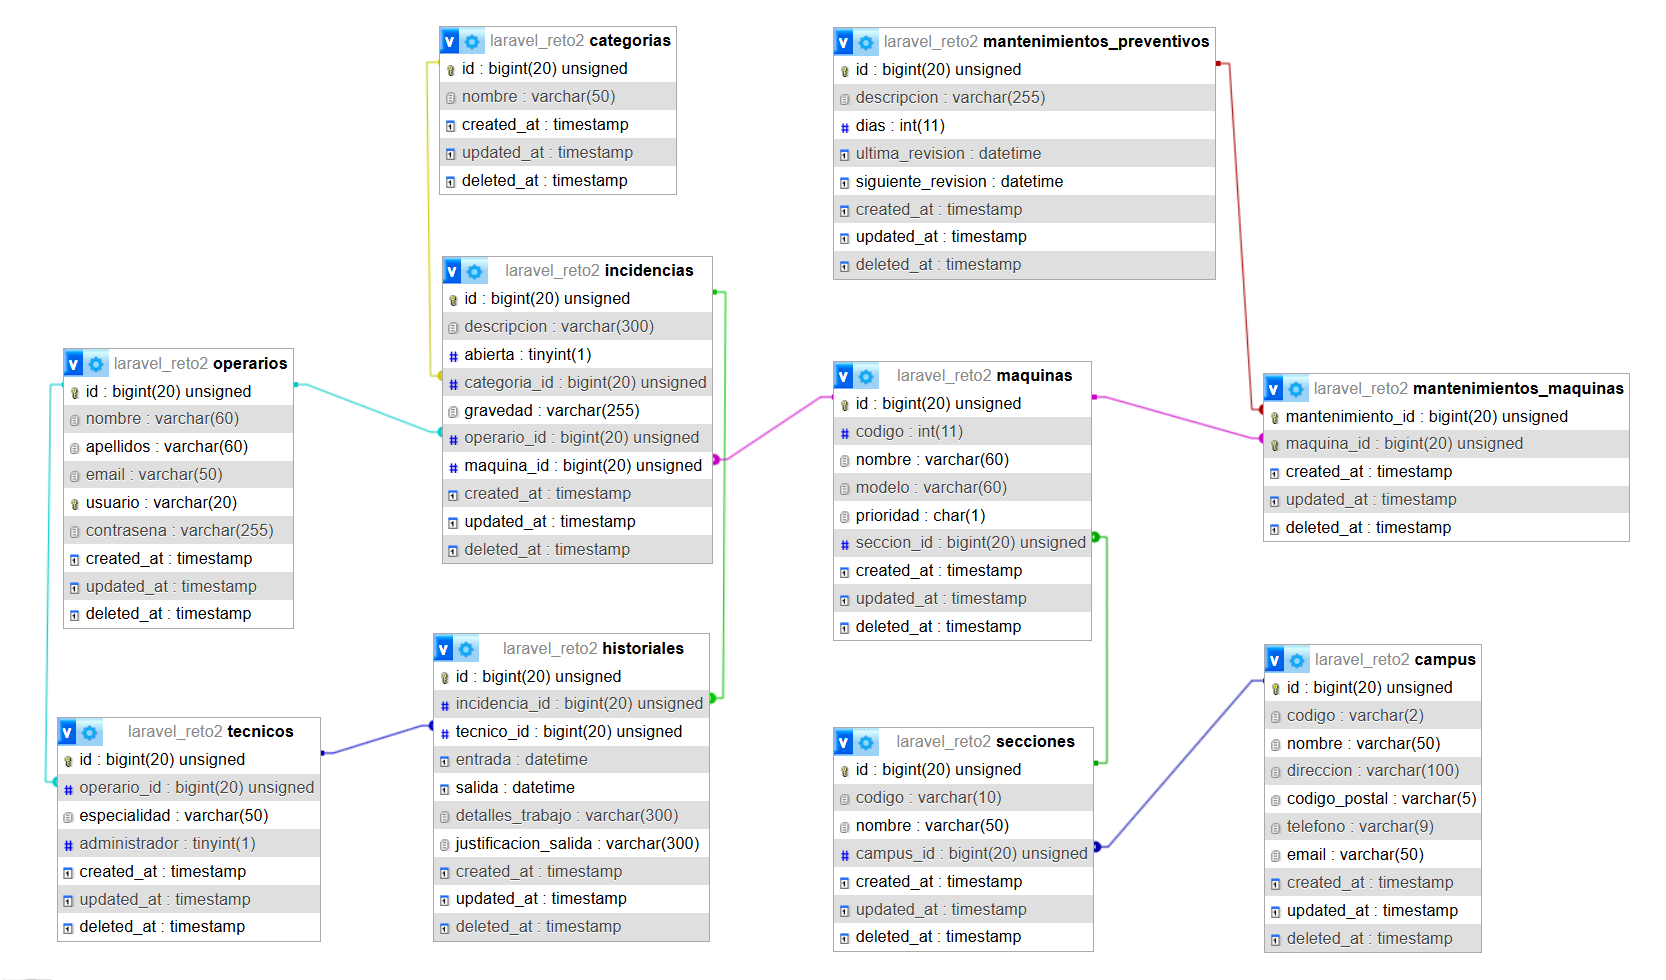 v laravel_reto2 categorias
id : bigint(20) unsigned
nombre : varchar(50)
created_at : timestamp
updated_at : timestamp
deleted_at : timestamp
v laravel_reto2 mantenimientos_preventivos
id : bigint(20) unsigned
descripcion : varchar(255)
# dias : int(11)
ultima_revision : datetime
siguiente_revision : datetime
created_at : timestamp
updated_at : timestamp
deleted_at : timestamp
v laravel_reto2 incidencias
id : bigint(20) unsigned
descripcion : varchar(300)
# abierta : tinyint(1)
# categoria_id : bigint(20) unsigned
gravedad : varchar(255)
# operario_id : bigint(20) unsigned
# maquina_id : bigint(20) unsigned
created_at : timestamp
updated_at : timestamp
deleted_at : timestamp
v laravel_reto2 operarios
id : bigint(20) unsigned
nombre : varchar(60)
apellidos : varchar(60)
email : varchar(50)
usuario : varchar(20)
contrasena : varchar(255)
created_at : timestamp
updated_at : timestamp
deleted_at : timestamp
v laravel_reto2 maquinas
id : bigint(20) unsigned
# codigo : int(11)
nombre : varchar(60)
modelo : varchar(60)
prioridad : char(1)
# seccion_id : bigint(20) unsigned
created_at : timestamp
updated_at : timestamp
deleted_at : timestamp
v laravel_reto2 mantenimientos_maquinas
mantenimiento_id : bigint(20) unsigned
maquina_id : bigint(20) unsigned
created_at : timestamp
updated_at : timestamp
deleted_at : timestamp
v laravel_reto2 historiales
id : bigint(20) unsigned
# incidencia_id : bigint(20) unsigned
# tecnico_id : bigint(20) unsigned
entrada : datetime
salida : datetime
detalles_trabajo : varchar(300)
justificacion_salida : varchar(300)
created_at : timestamp
updated_at : timestamp
deleted_at : timestamp
v laravel_reto2 tecnicos
id : bigint(20) unsigned
# operario_id : bigint(20) unsigned
especialidad : varchar(50)
# administrador : tinyint(1)
created_at : timestamp
updated_at : timestamp
deleted_at : timestamp
v laravel_reto2 secciones
id : bigint(20) unsigned
codigo : varchar(10)
nombre : varchar(50)
# campus_id : bigint(20) unsigned
created_at : timestamp
updated_at : timestamp
deleted_at : timestamp
v laravel_reto2 campus
id : bigint(20) unsigned
codigo : varchar(2)
nombre : varchar(50)
direccion : varchar(100)
codigo_postal : varchar(5)
telefono : varchar(9)
email : varchar(50)
created_at : timestamp
updated_at : timestamp
deleted_at : timestamp